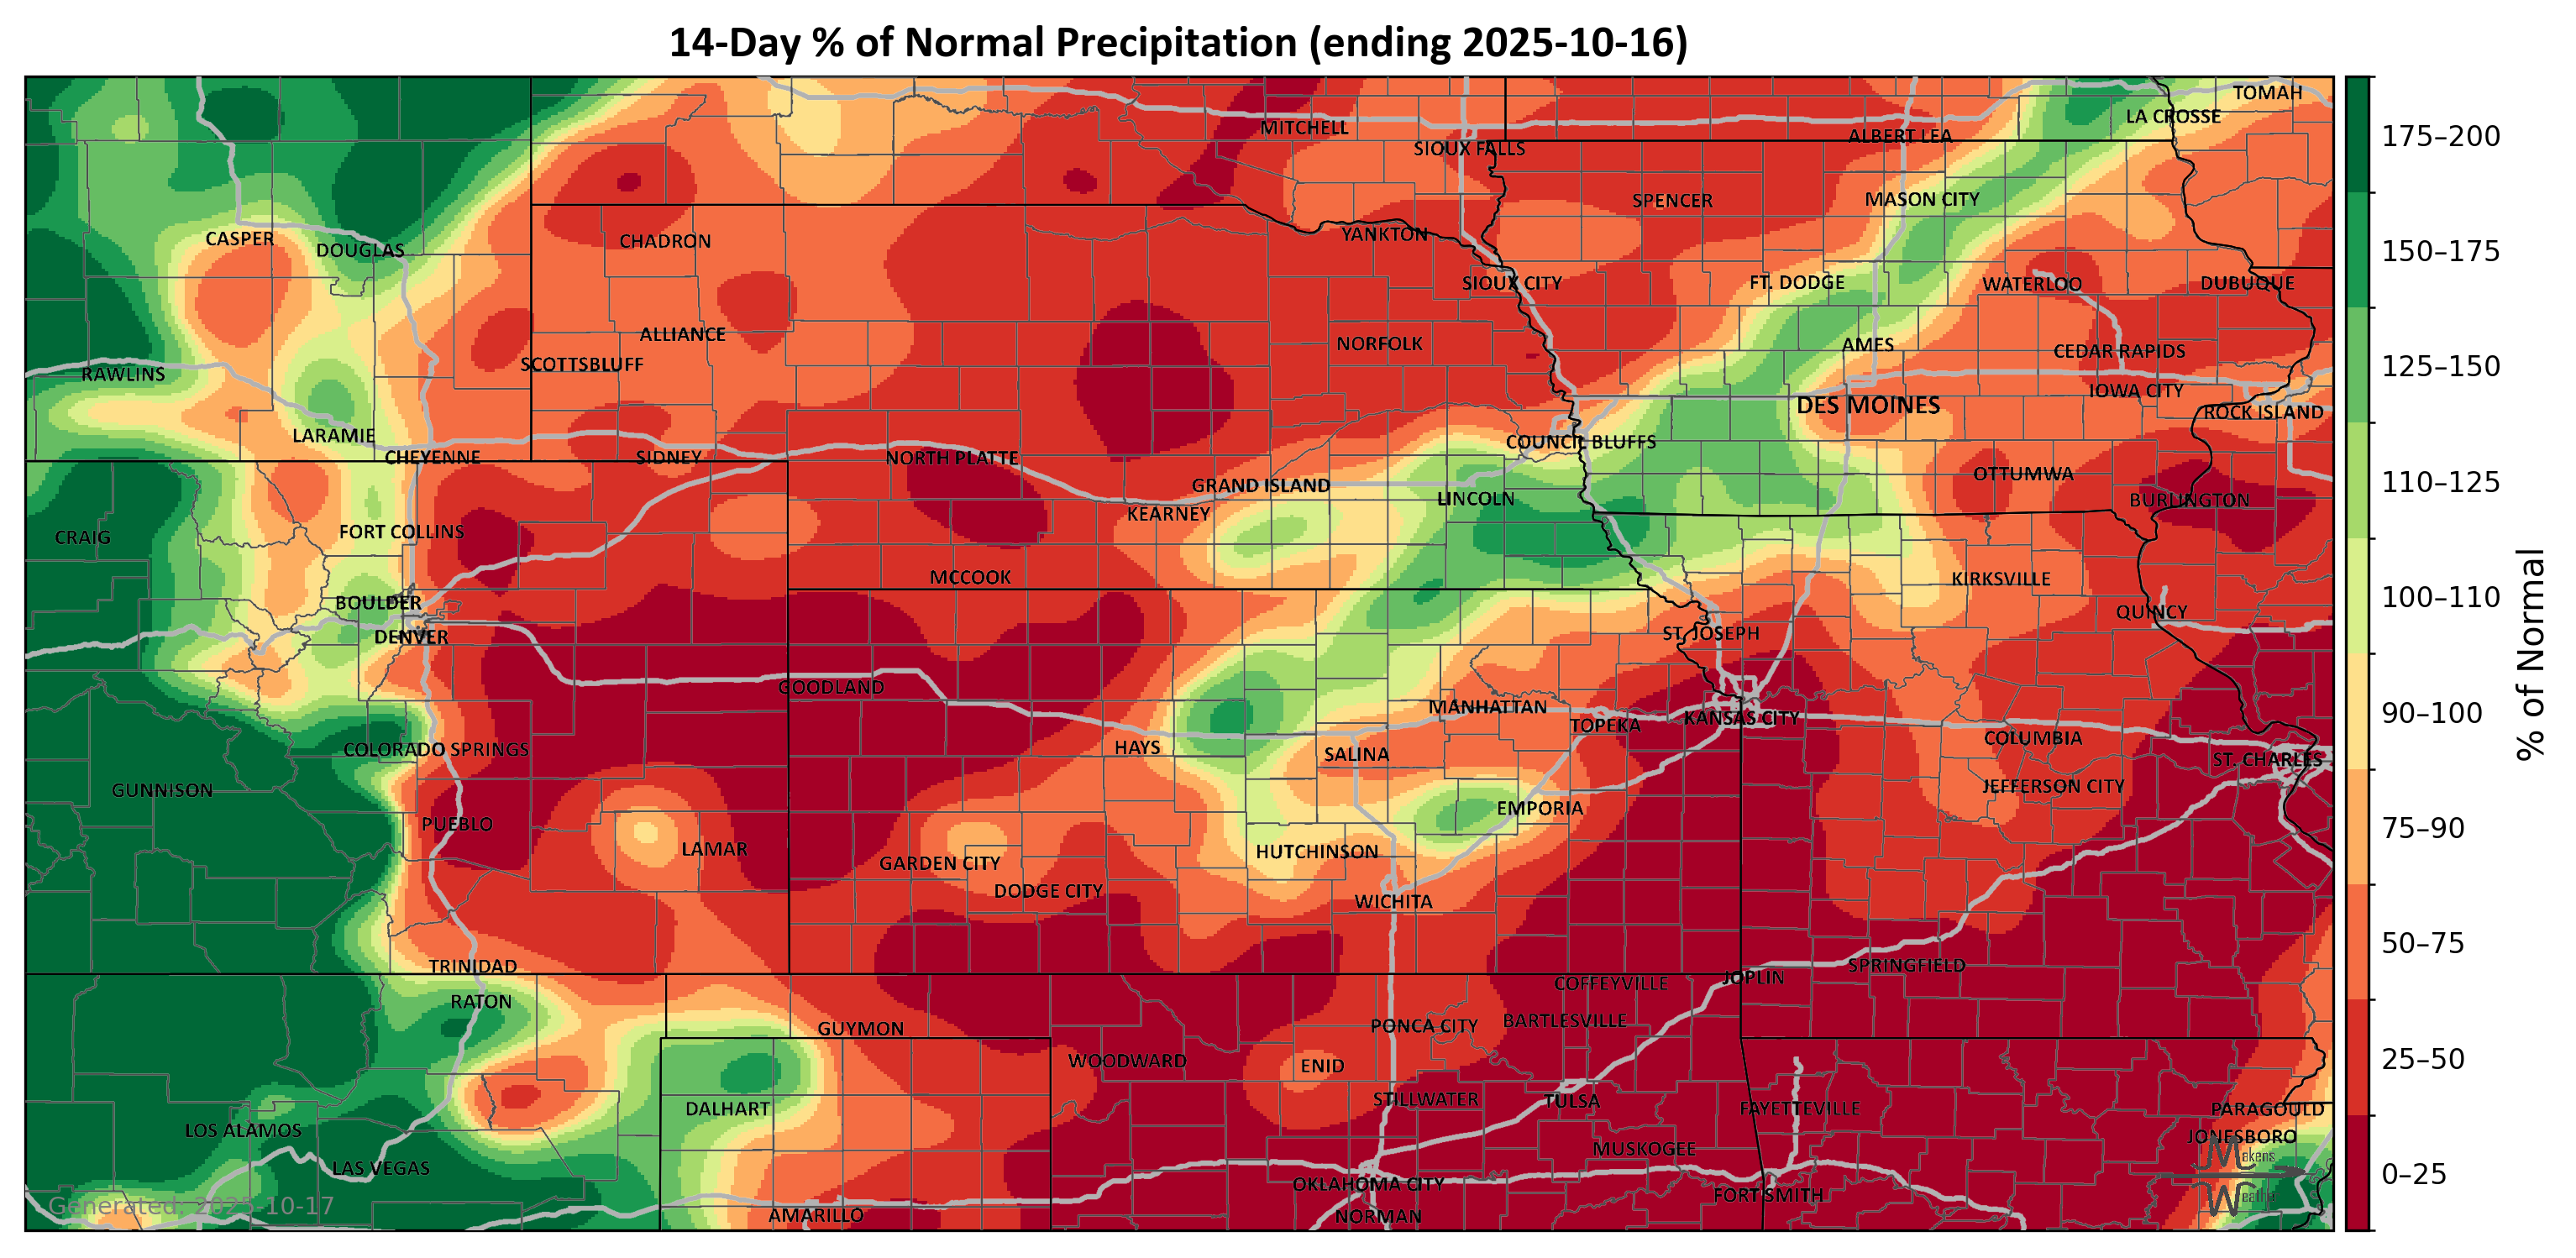 14-Day % of Normal Precipitation (ending 2025-10-16)
TOMAH
LA CROSSE
MITCHELL
ALBERT LEA
SIOUX FALLS
SPENCER
MASON CITY
YANKTON
CASPER
DOUGLAS
CHADRON
SIOUX CITY
FT. DODGE
WATERLOO
DUBUQUE
ALLIANCE
NORFOLK
AMES
CEDAR RAPIDS
SCOTTSBLUFF
RAWLINS
IOWA CITY
DES MOINES
ROCK ISLAND
LARAMIE
COUNCIL BLUFFS
CHEYENNE
SIDNEY
NORTH PLATTE
OTTUMWA
GRAND ISLAND
LINCOLN
BURLINGTON
KEARNEY
FORT COLLINS
CRAIG
MCCOOK
KIRKSVILLE
BOULDER
QUINCY
DENVER
ST. JOSEPH
GOODLAND
MANHATTAN
KANSAS CITY
TOPEKA
COLUMBIA
COLORADO SPRINGS
HAYS
SALINA
ST. CHARLES
GUNNISON
JEFFERSON CITY
EMPORIA
PUEBLO
LAMAR
HUTCHINSON
GARDEN CITY
DODGE CITY
WICHITA
TRINIDAD
SPRINGFIELD
JOPLIN
COFFEYVILLE
RATON
GUYMON
PONCA CITY
BARTLESVILLE
WOODWARD
ENID
STILLWATER
TULSA
DALHART
FAYETTEVILLE
PARAGOULD
LOS ALAMOS
JONESBORO
MUSKOGEE
LAS VEGAS
OKLAHOMA CITY
FORT SMITH
AMARILLO
NORMAN
Generated: 2025-10-17
Makens
Weather
175–200
150–175
125–150
110–125
100–110
90–100
75–90
50–75
25–50
0–25
% of Normal